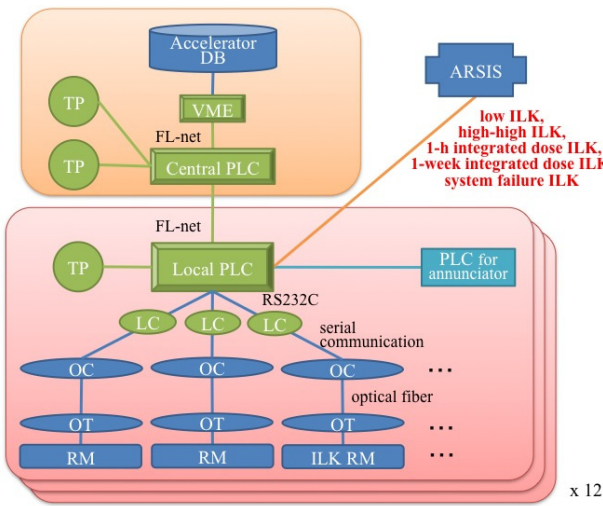 Accelerator
DB
ARSIS
TP
VME
low ILK,
high-high ILK,
1-h integrated dose ILK,
1-week integrated dose ILK
system failure ILK
FL-net
TP
Central PLC
FL-net
TP
Local PLC
PLC for
annunciator
RS232C
LC
LC
LC
serial
communication
OC
OC
OC
...
optical fiber
OT
OT
OT
...
RM
RM
ILK RM
...
x 12